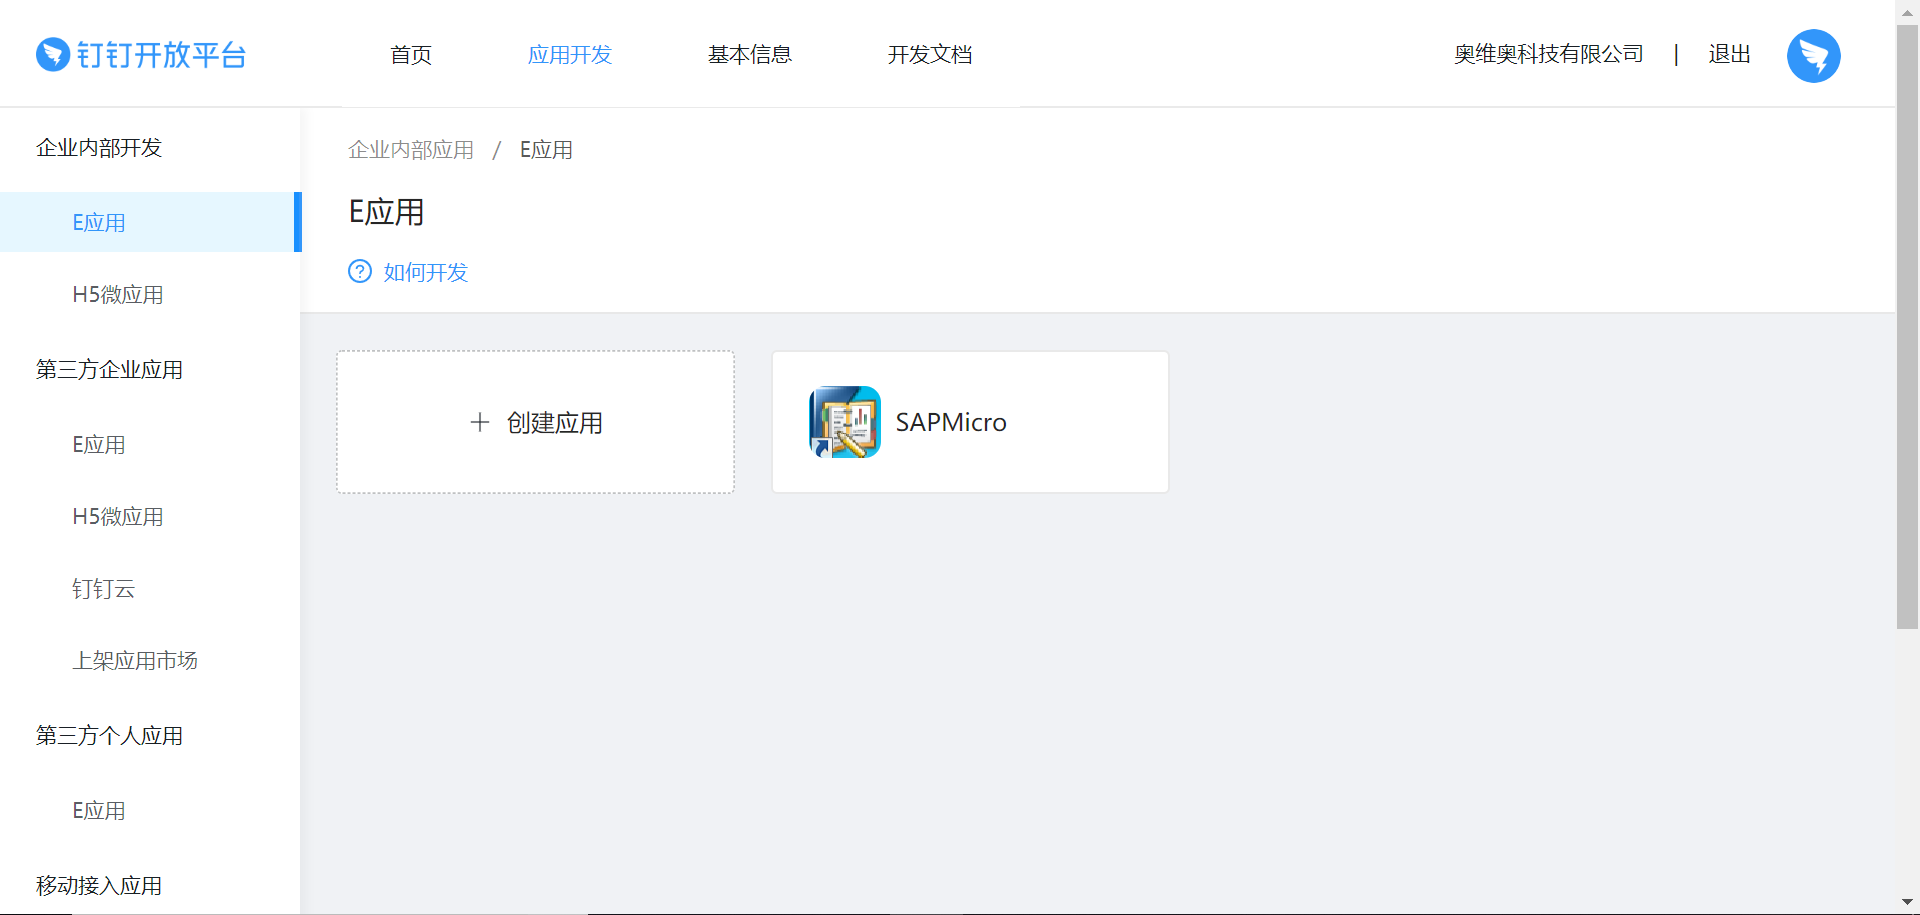 钉钉开放平台 首页 应用开发 基本信息 开发文档 奥维奥科技有限公司 | 退出
企业内部开发
E应用
H5微应用
第三方企业应用
E应用
H5微应用
钉钉云
上架应用市场
第三方个人应用
E应用
移动接入应用
企业内部应用 / E应用
E应用
如何开发
+ 创建应用
SAPMicro